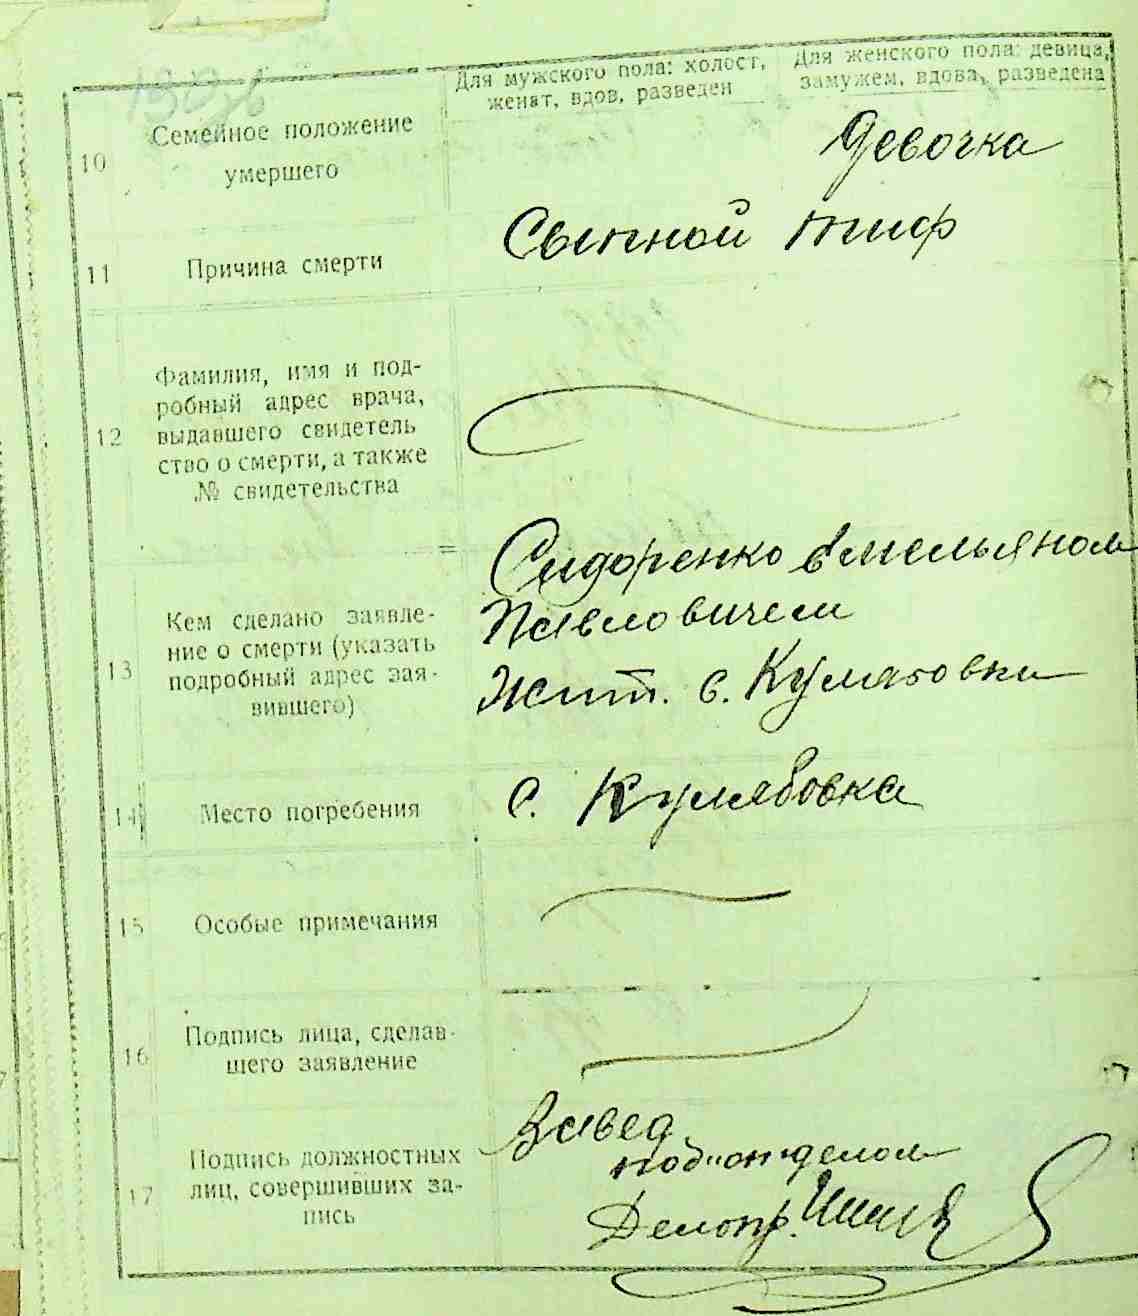 Для мужского пола: холост,
женат, вдов, разведен
Для женского пола: девица,
замужем, вдова, разведена
10
Семейное положение
умершего
Девочка
11
Причина смерти
Сыпной тиф
12
Фамилия, имя и под-
робный адрес врача,
выдавшего свидетель
ство о смерти, а также
№ свидетельства
13
Кем сделано заявле-
ние о смерти (указать
подробный адрес зая-
вившего)
Сидоренко Емельяном
Павловичем
Жит. с. Кулябовки
14
Место погребения
С. Кулябовка
15
Особые примечания
16
Подпись лица, сделав-
шего заявление
17
Подпись должностных
лиц, совершивших за-
пись
Завед
под"отделом
Делопр.